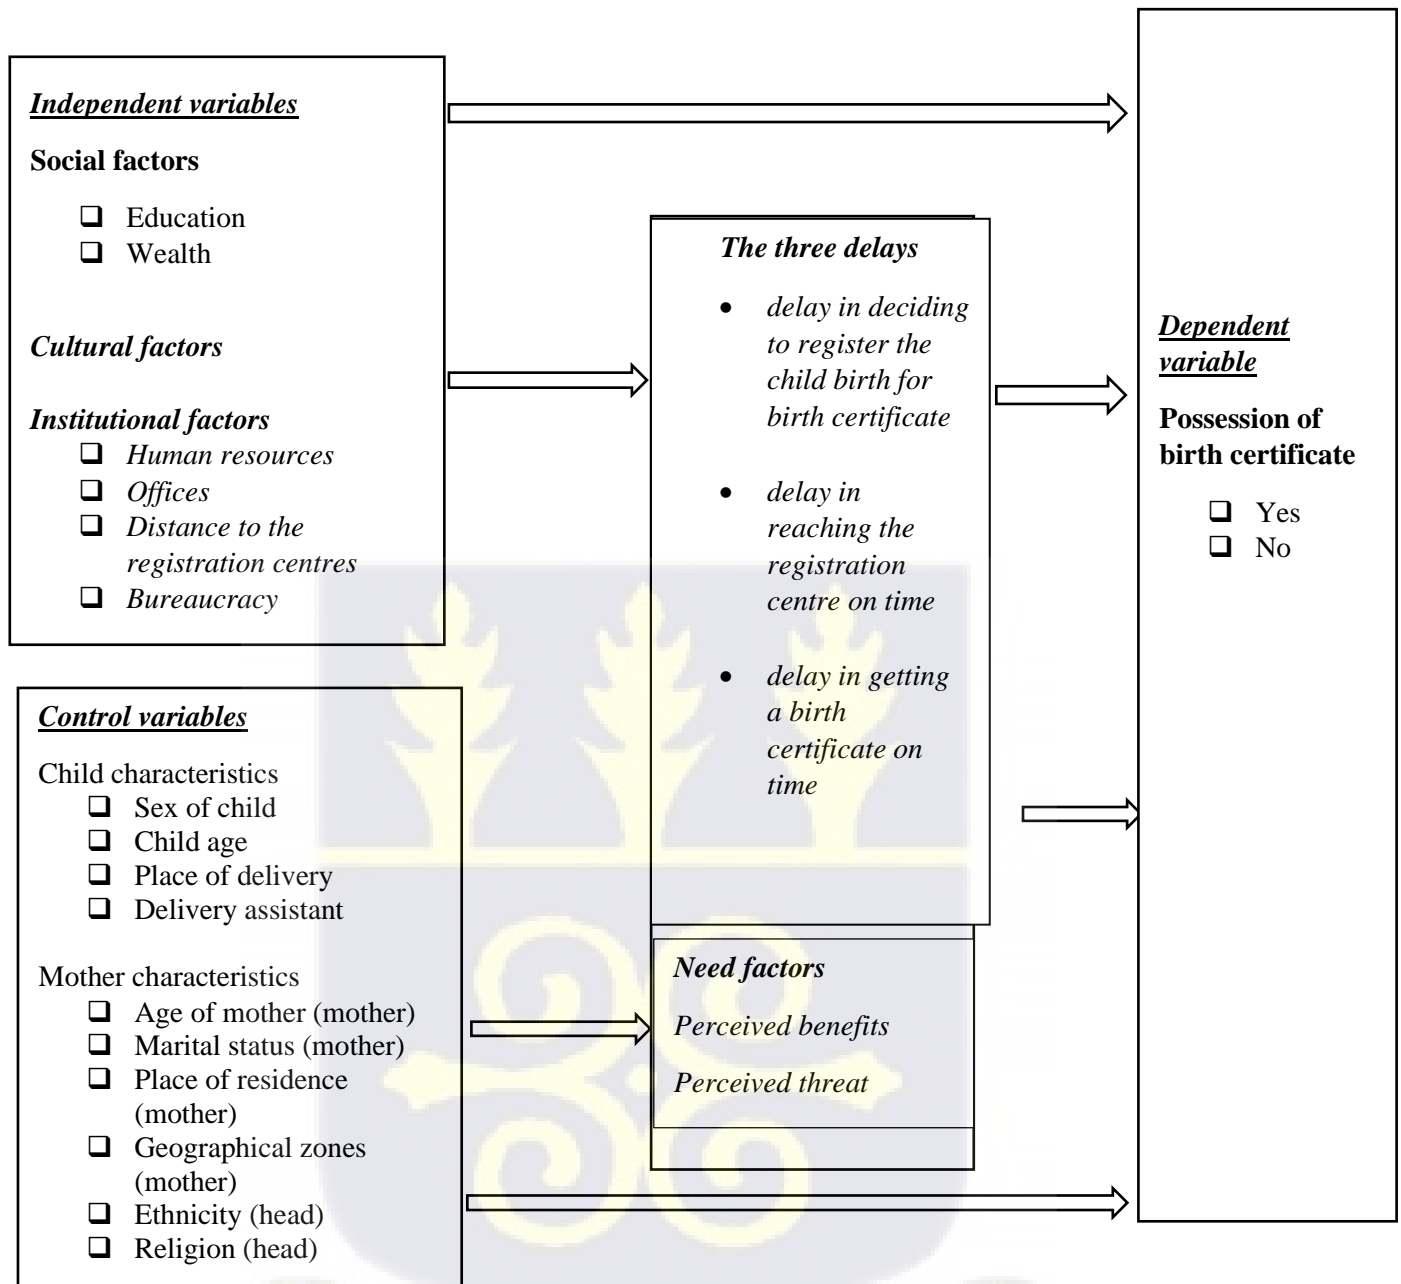 Independent variables
Social factors
❑ Education
❑ Wealth
Cultural factors
Institutional factors
❑ Human resources
❑ Offices
❑ Distance to the
registration centres
❑ Bureaucracy
Control variables
Child characteristics
❑ Sex of child
❑ Child age
❑ Place of delivery
❑ Delivery assistant
Mother characteristics
❑ Age of mother (mother)
❑ Marital status (mother)
❑ Place of residence
(mother)
❑ Geographical zones
(mother)
❑ Ethnicity (head)
❑ Religion (head)
The three delays
• delay in deciding
to register the
child birth for
birth certificate
• delay in
reaching the
registration
centre on time
• delay in getting
a birth
certificate on
time
Need factors
Perceived benefits
Perceived threat
Dependent
variable
Possession of
birth certificate
❑ Yes
❑ No